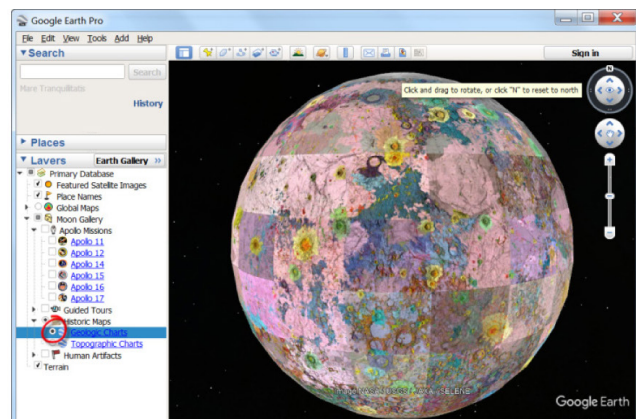 Google Earth Pro
File Edit View Tools Add Help
Search
Sign in
Search
Mare Tranquillitatis
History
Click and drag to rotate, or click "N" to reset to north
N
Places
Layers
Earth Gallery »
Primary Database
Featured Satellite Images
Place Names
Global Maps
Moon Gallery
Apollo Missions
Apollo 11
Apollo 12
Apollo 14
Apollo 15
Apollo 16
Apollo 17
Guided Tours
Historic Maps
Geologic Charts
Topographic Charts
Human Artifacts
Terrain
SELENE
Google Earth